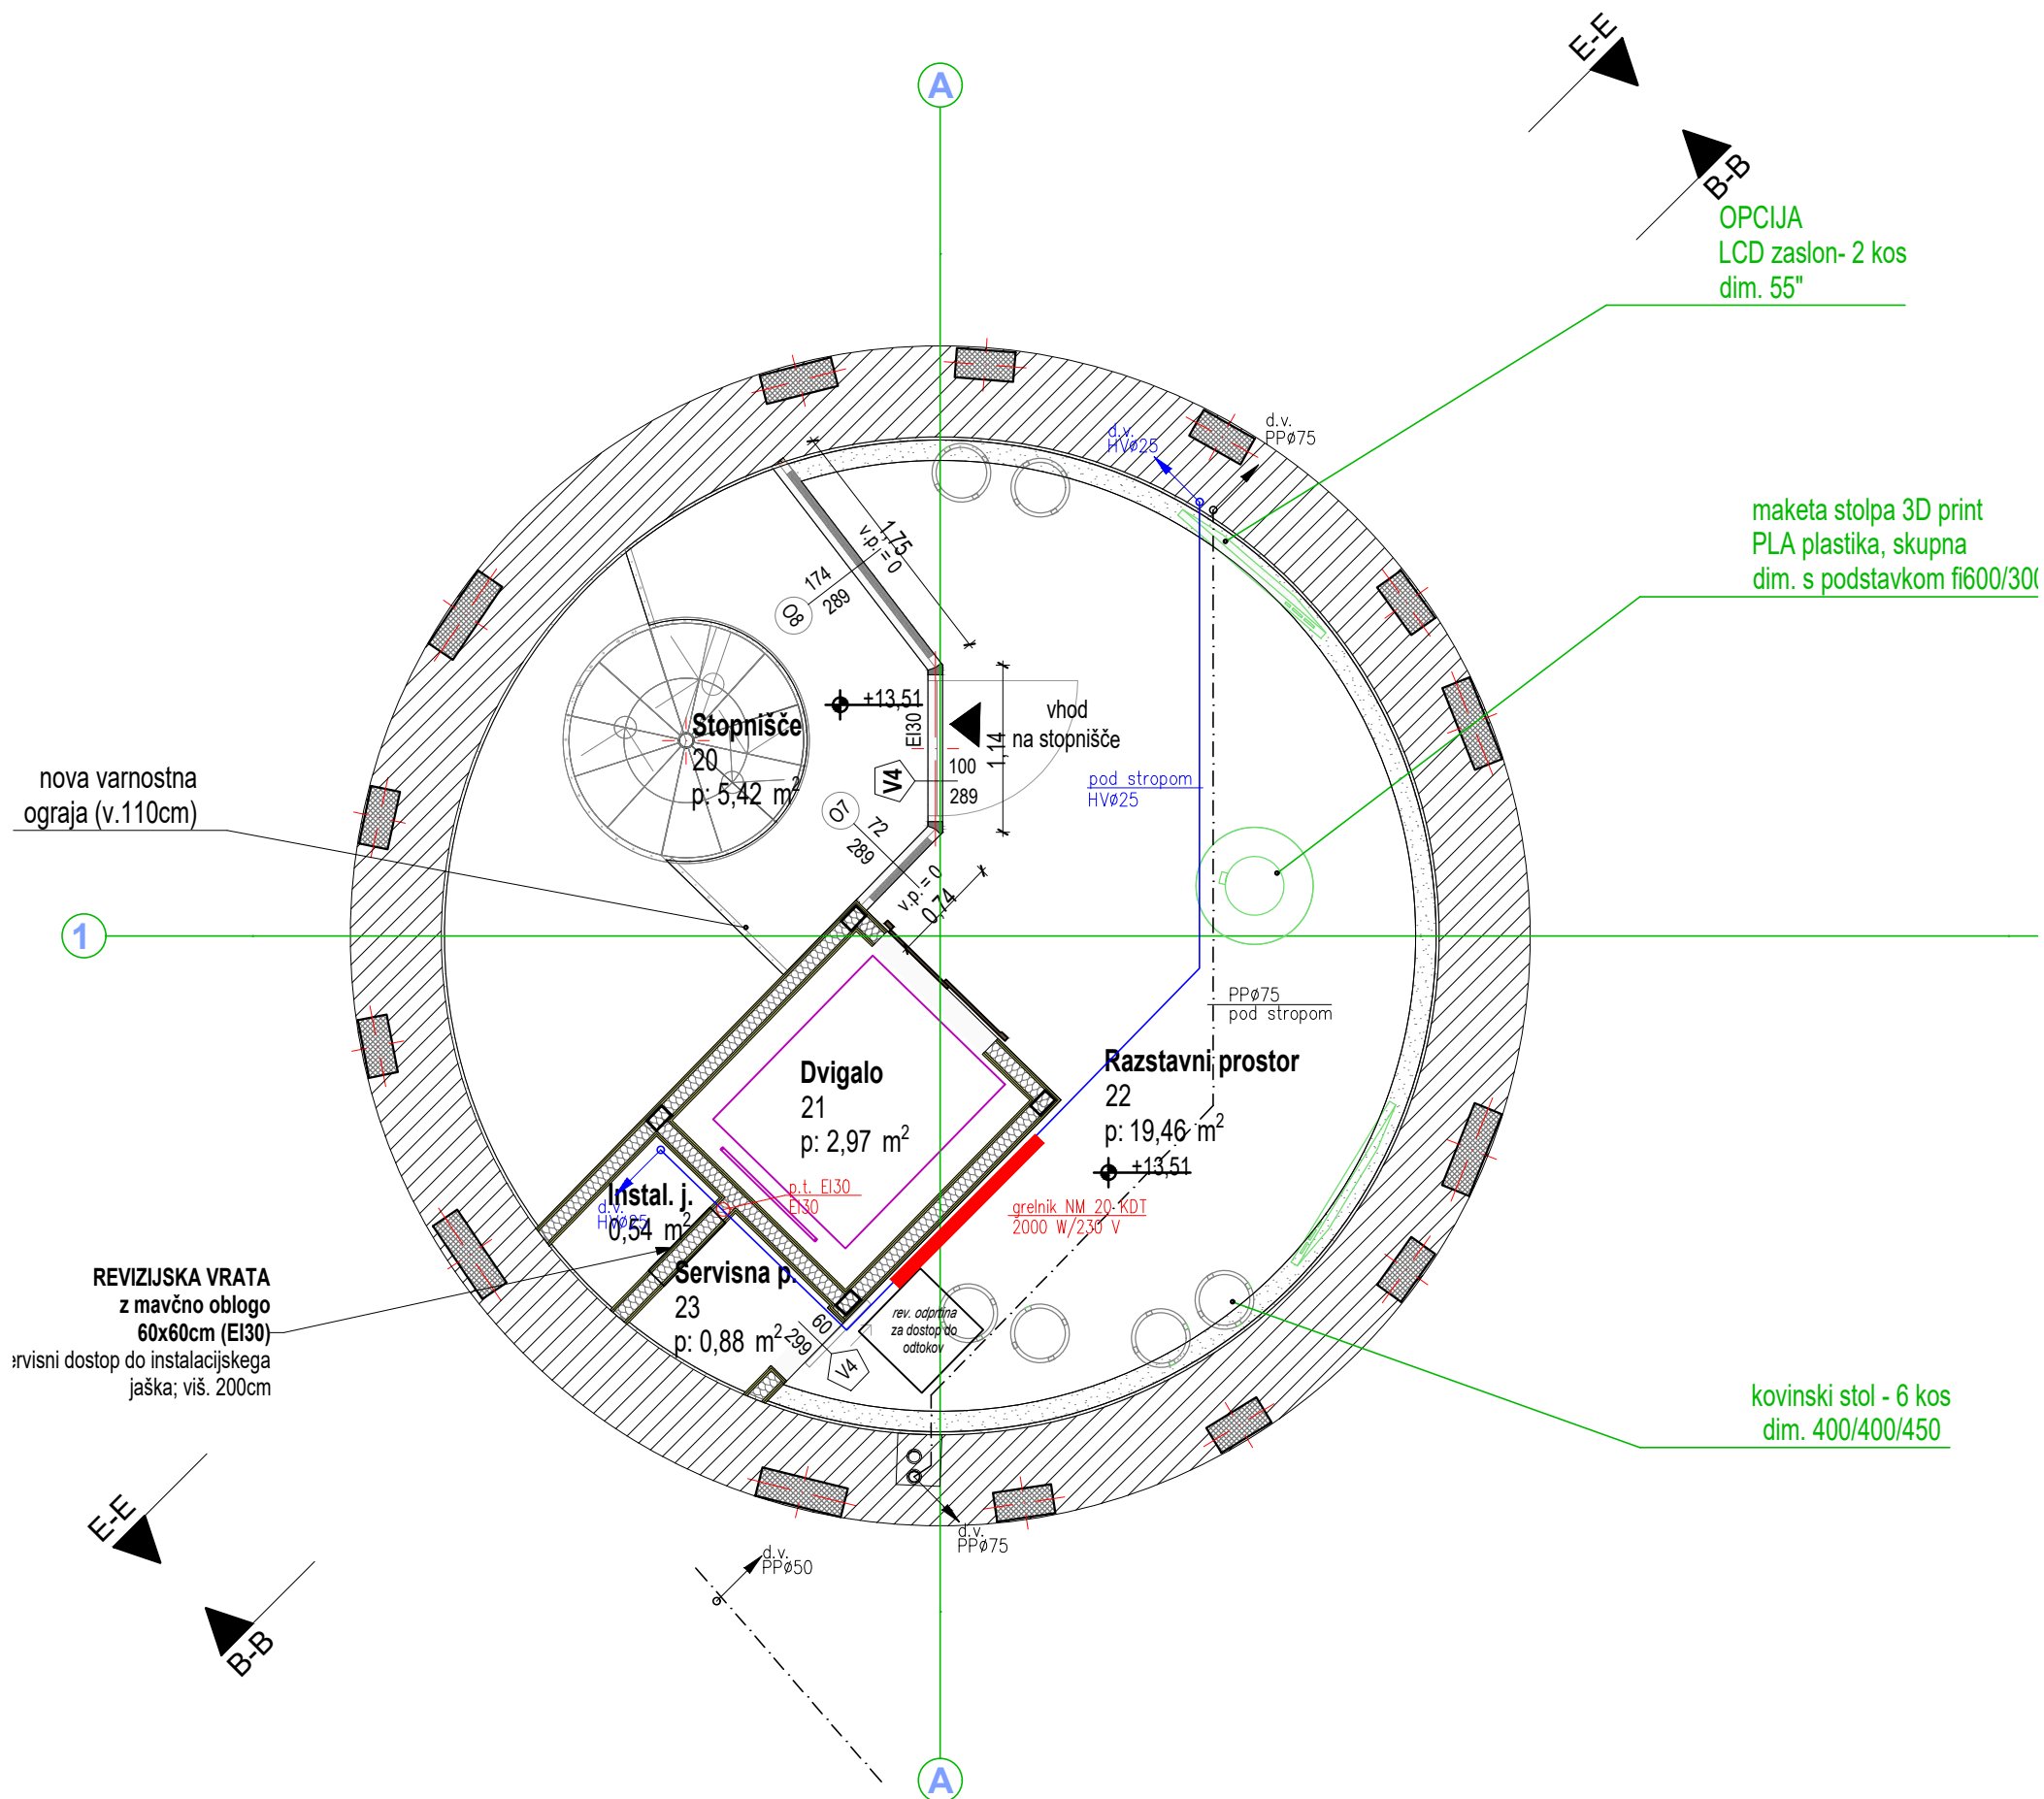 E-E
A
B-B
OPCIJA
LCD zaslon- 2 kos
dim. 55"
d.v.
PPø75
d.v.
HVø25
maketa stolpa 3D print
PLA plastika, skupna
dim. s podstavkom fi600/300
1,75
v.p. = 0
174
289
O8
+13,51
EI30
vhod
na stopnišče
1,14
Stopnišče
20
p: 5,42 m²
V4
100
289
pod stropom
HVø25
nova varnostna
ograja (v.110cm)
O7
72
289
v.p. = 0
0,74
1
PPø75
pod stropom
Dvigalo
21
p: 2,97 m²
Razstavni prostor
22
p: 19,46 m²
+13,51
Instal. j.
0,54 m²
d.v.
HVø25
p.t. EI30
EI30
grelnik NM 20-KDT
2000 W/230 V
REVIZIJSKA VRATA
z mavčno oblogo
60x60cm (EI30)
ervisni dostop do instalacijskega
jaška; viš. 200cm
Servisna p.
23
p: 0,88 m²
60
299
V4
rev. odprtina
za dostop do
odtokov
kovinski stol - 6 kos
dim. 400/400/450
E-E
d.v.
PPø75
d.v.
PPø50
B-B
A